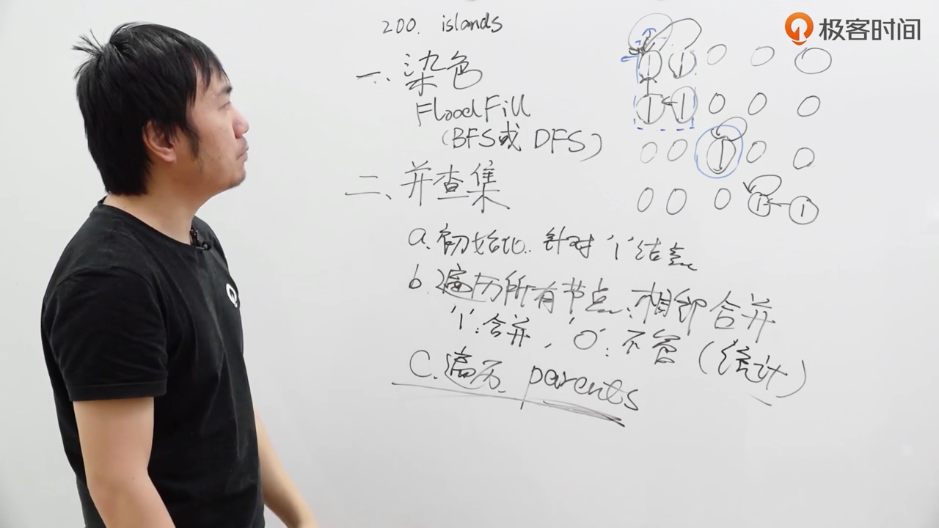 200. islands
极客时间
一、染色
FloodFill
(BFS或 DFS)
1 1 0 0 0
1 1 0 0 0
0 0 1 0 0
0 0 0 1 1
二、并查集
a. 初始化. 针对'1'结点
b. 遍历所有节点、相邻合并
'1':合并, '0':不管 (统计)
C. 遍历. parents